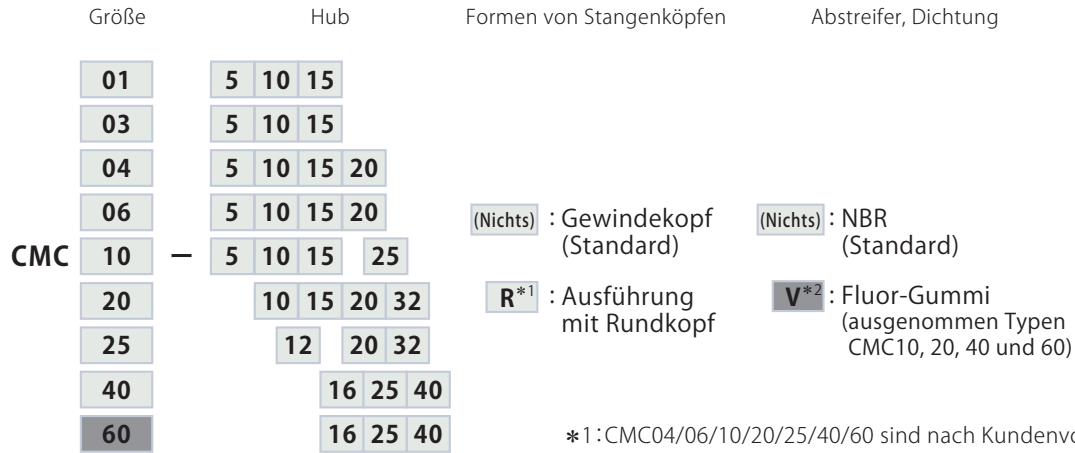 Größe Hub Formen von Stangenköpfen Abstreifer, Dichtung
01 5 10 15
03 5 10 15
04 5 10 15 20
06 5 10 15 20
CMC 10 – 5 10 15 25
20 10 15 20 32
25 12 20 32
40 16 25 40
60 16 25 40
(Nichts) : Gewindekopf
(Standard)
R*1 : Ausführung
mit Rundkopf
(Nichts) : NBR
(Standard)
V*2 : Fluor-Gummi
(ausgenommen Typen
CMC10, 20, 40 und 60)
*1:CMC04/06/10/20/25/40/60 sind nach